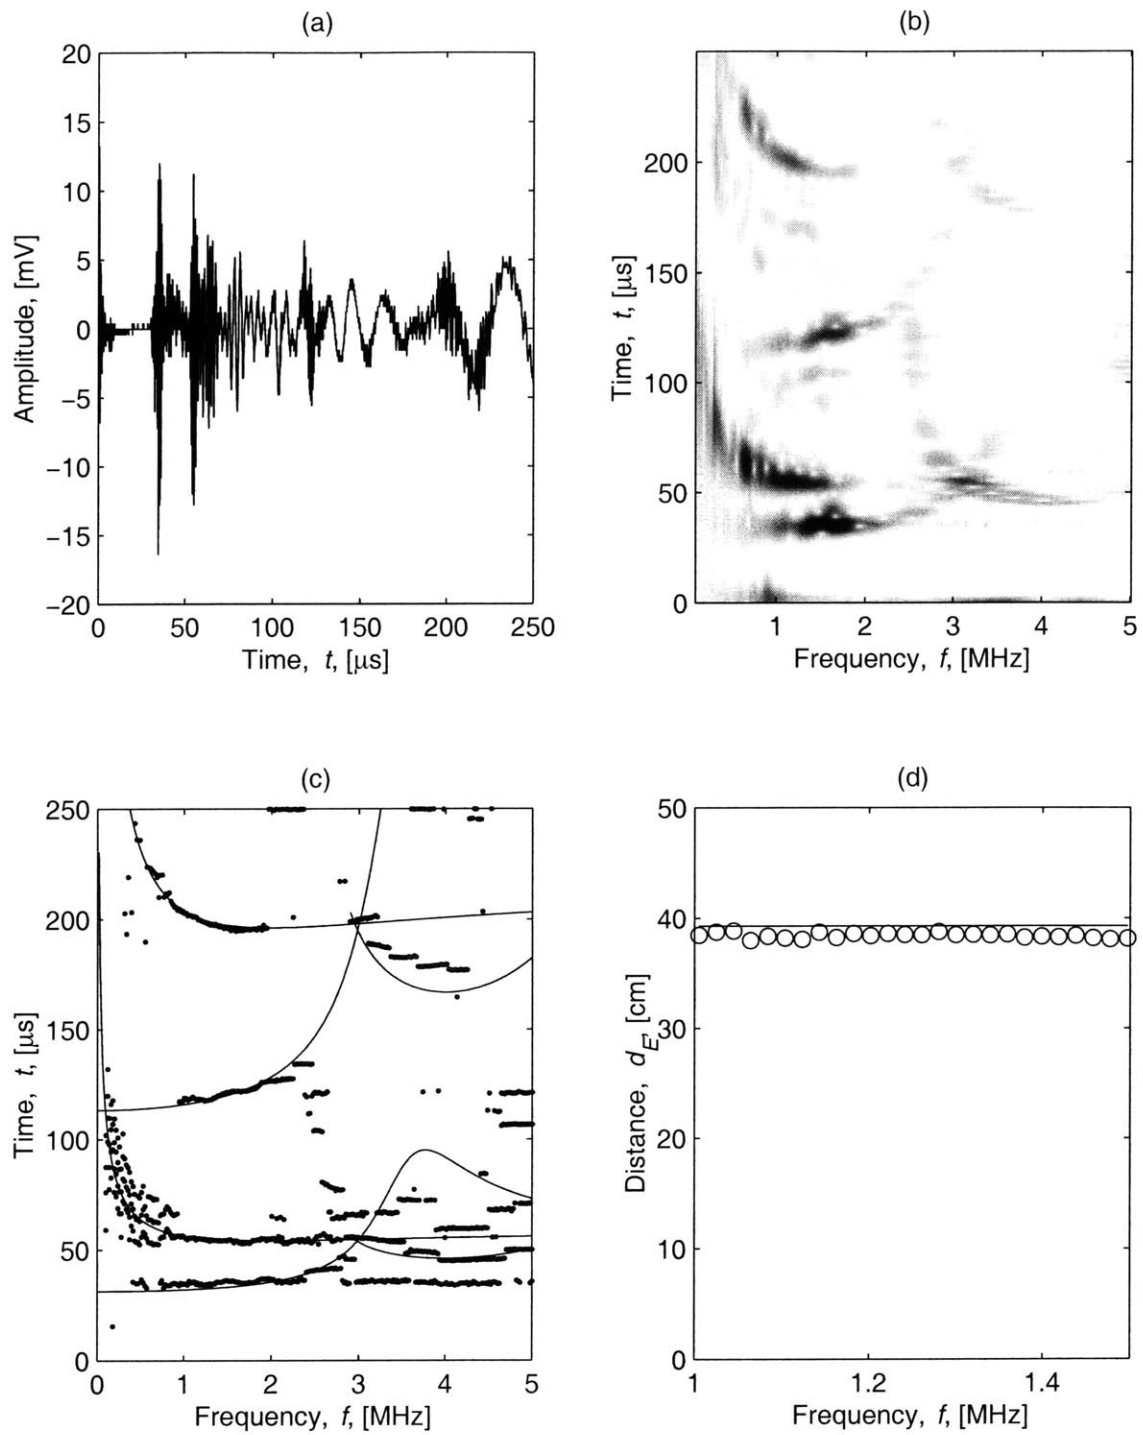 (a)
20
15
10
5
0
−5
−10
−15
−20
0 50 100 150 200 250
Amplitude, [mV]
Time, t, [μs]
(b)
200
150
100
50
0
1 2 3 4 5
Time, t, [μs]
Frequency, f, [MHz]
(c)
250
200
150
100
50
0
0 1 2 3 4 5
Time, t, [μs]
Frequency, f, [MHz]
(d)
50
40
30
20
10
0
1 1.2 1.4
Distance, d_E, [cm]
Frequency, f, [MHz]